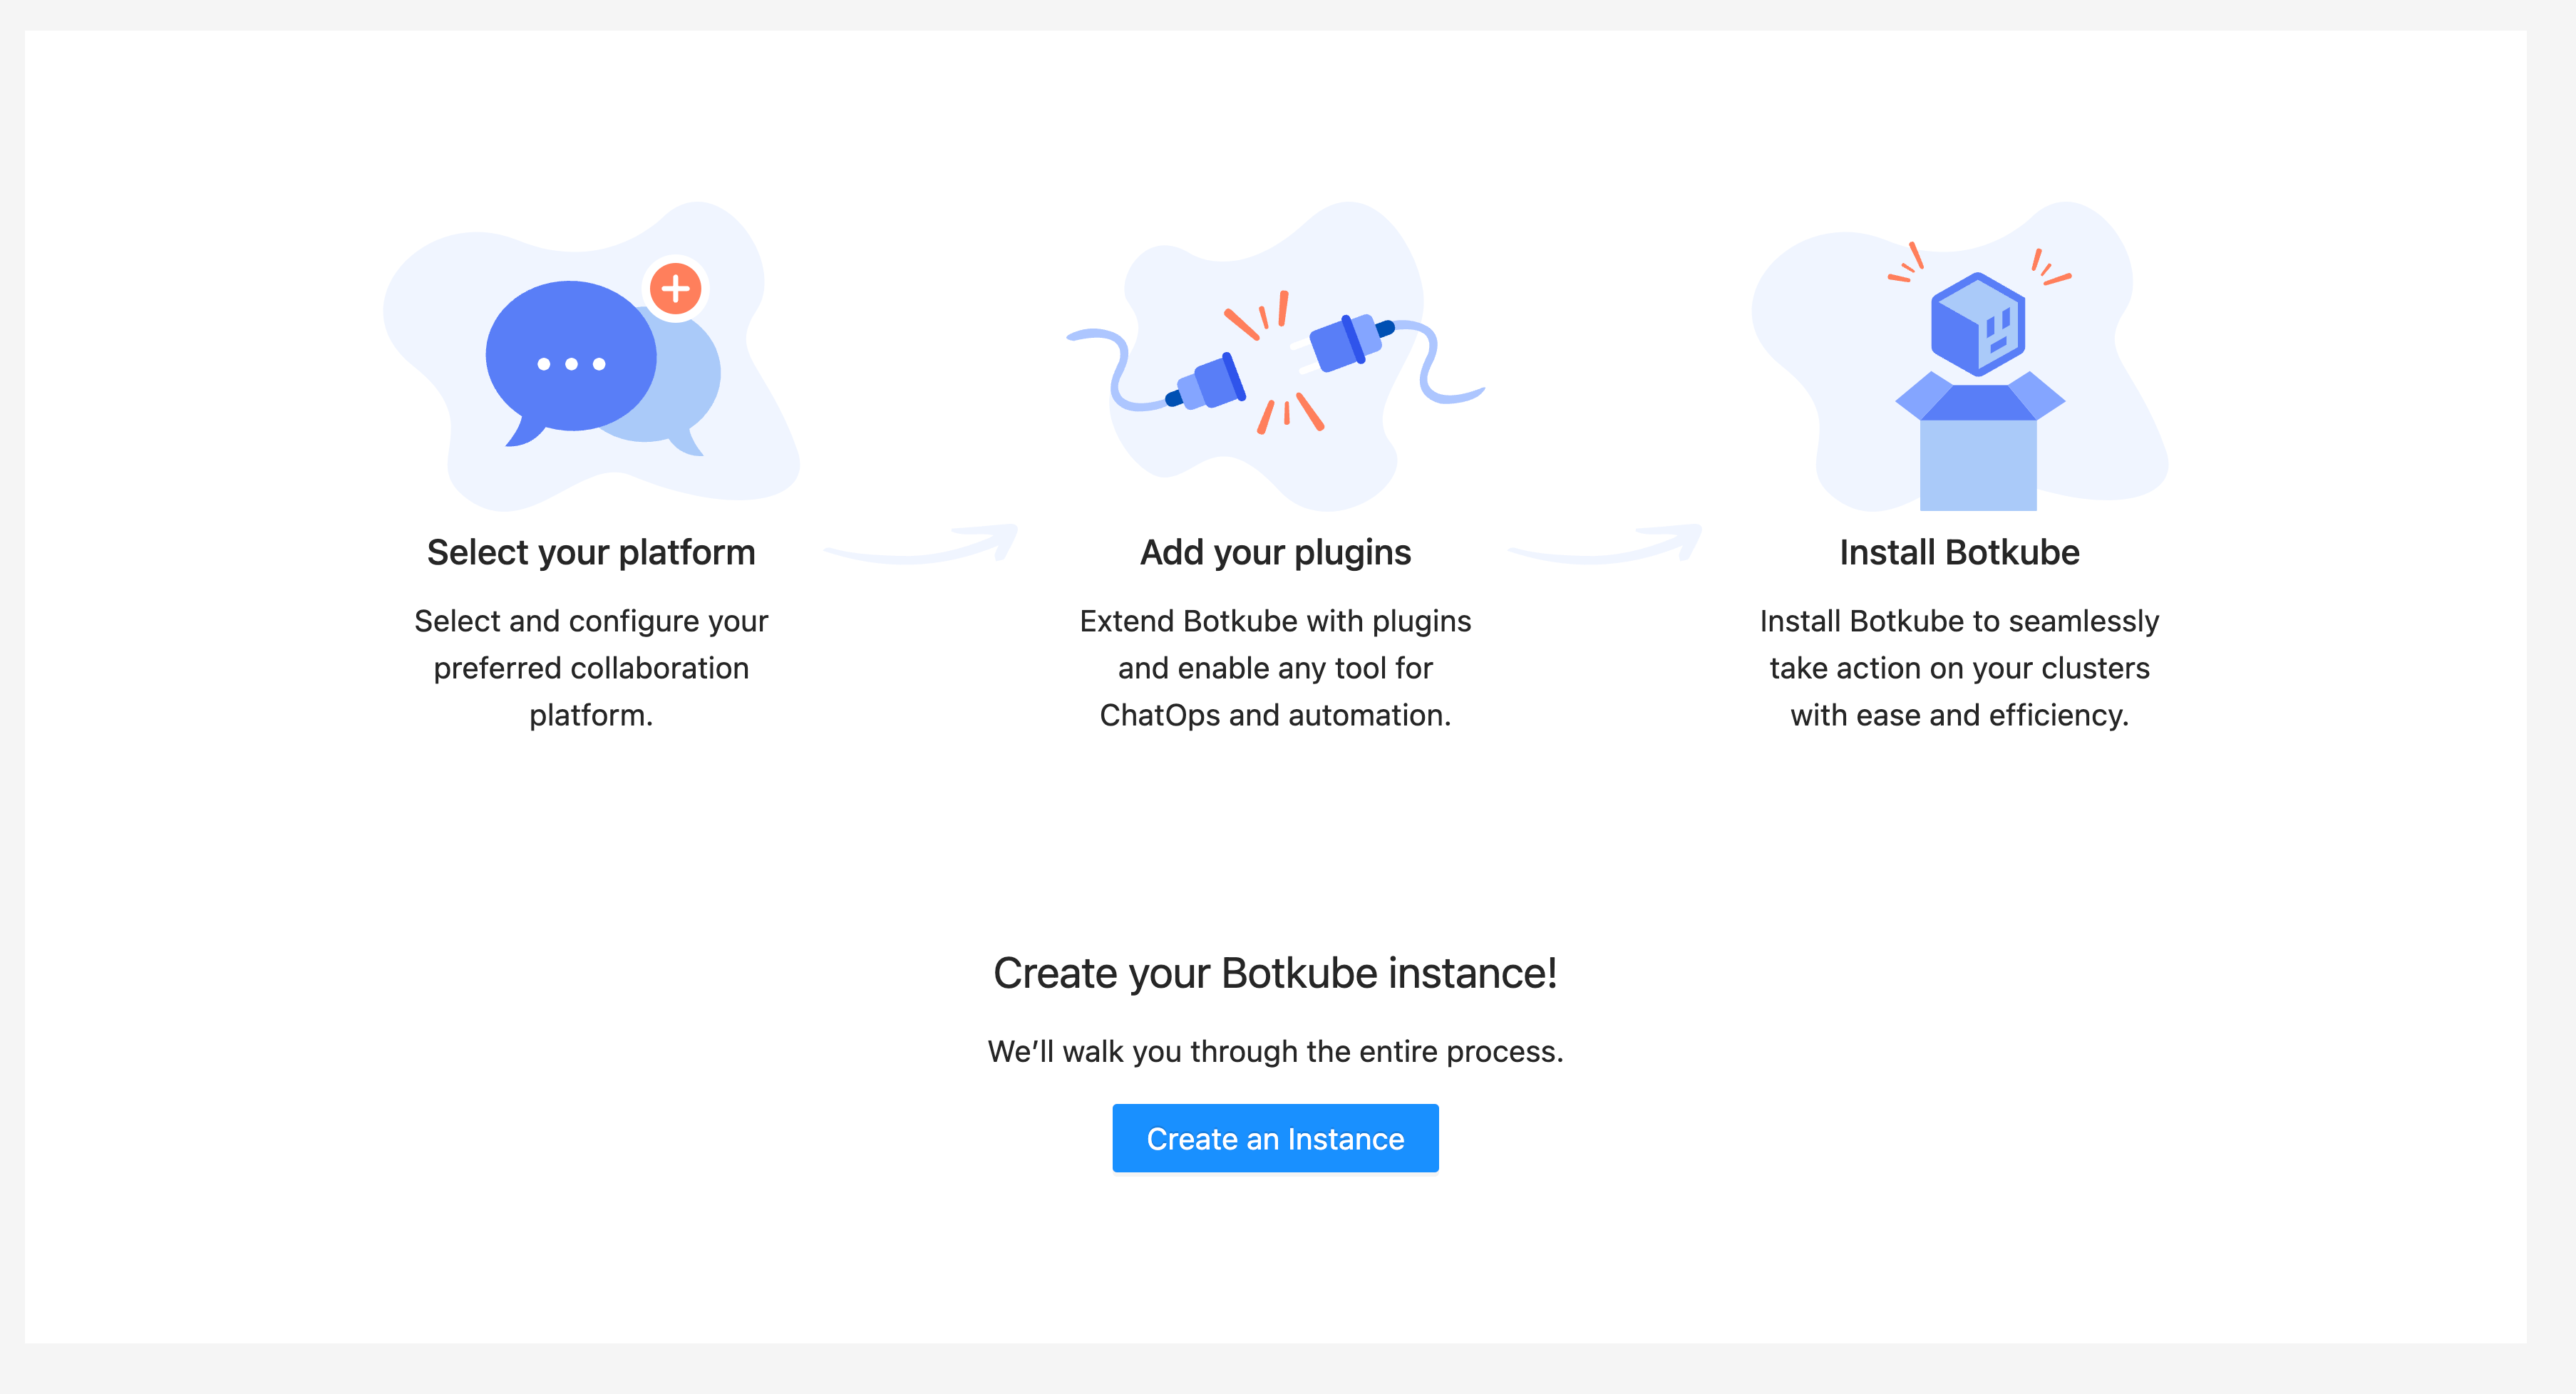 Select your platform
Select and configure your
preferred collaboration
platform.
Add your plugins
Extend Botkube with plugins
and enable any tool for
ChatOps and automation.
Install Botkube
Install Botkube to seamlessly
take action on your clusters
with ease and efficiency.
Create your Botkube instance!
We’ll walk you through the entire process.
Create an Instance